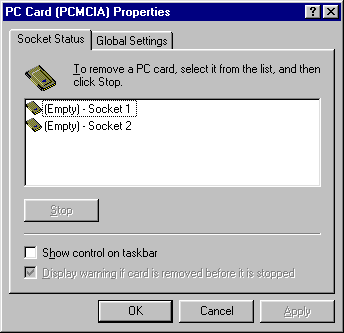 PC Card (PCMCIA) Properties
Socket Status
Global Settings
To remove a PC card, select it from the list, and then
click Stop.
(Empty) - Socket 1
(Empty) - Socket 2
Stop
Show control on taskbar
Display warning if card is removed before it is stopped
OK
Cancel
Apply